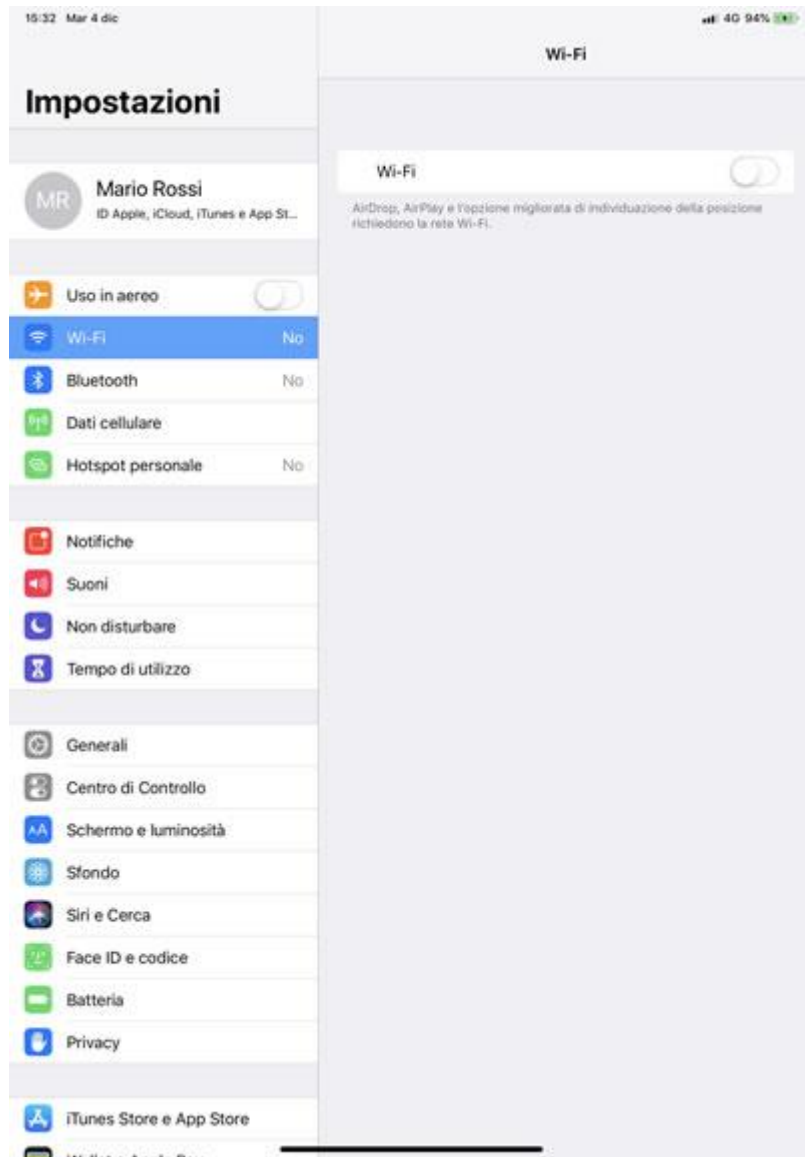 15:32 Mar 4 dic
4G 94%
Impostazioni
MR
Mario Rossi
ID Apple, iCloud, iTunes e App St...
Uso in aereo
Wi-Fi No
Bluetooth No
Dati cellulare
Hotspot personale No
Notifiche
Suoni
Non disturbare
Tempo di utilizzo
Generali
Centro di Controllo
AA Schermo e luminosità
Sfondo
Siri e Cerca
Face ID e codice
Batteria
Privacy
iTunes Store e App Store
Wi-Fi
Wi-Fi
AirDrop, AirPlay e l'opzione migliorata di individuazione della posizione
richiedono la rete Wi-Fi.